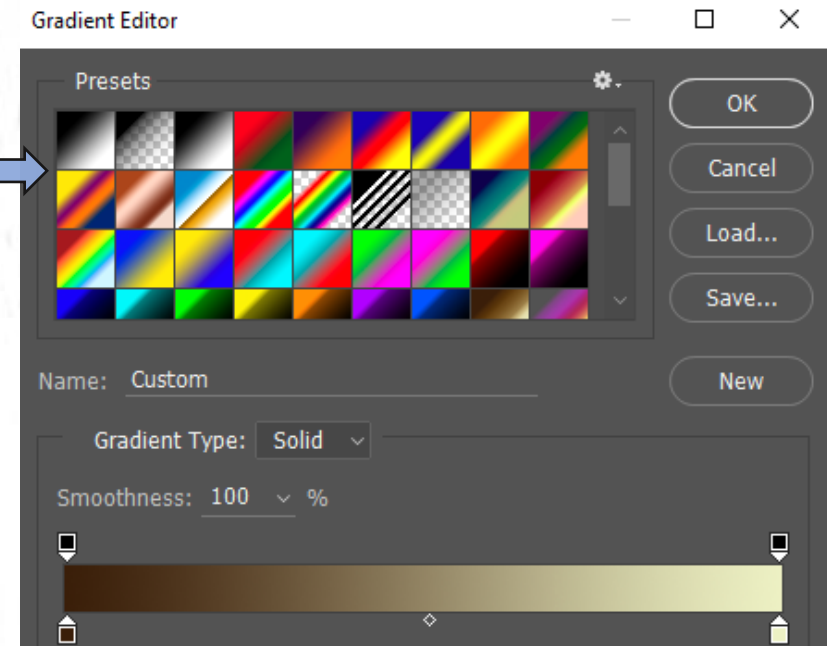 Gradient Editor
Presets
OK
Cancel
Load...
Save...
Name: Custom
New
Gradient Type: Solid
Smoothness: 100 %